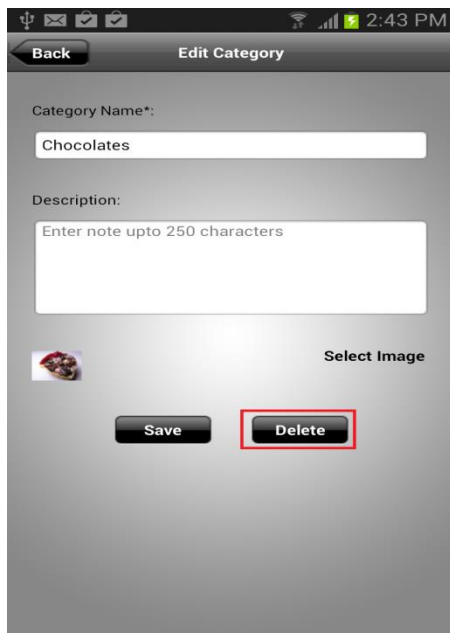 2:43 PM
Back
Edit Category
Category Name*:
Chocolates
Description:
Enter note upto 250 characters
Select Image
Save
Delete